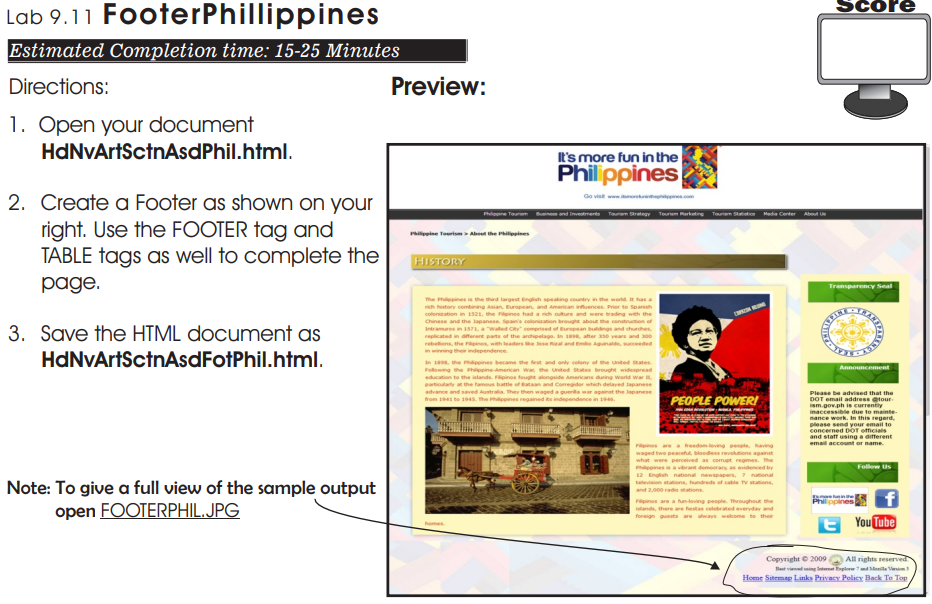 Lab 9.11 FooterPhillippines
Score
Estimated Completion time: 15-25 Minutes
Directions:
1. Open your document
HdNvArtSctnAsdPhil.html.
2. Create a Footer as shown on your
right. Use the FOOTER tag and
TABLE tags as well to complete the
page.
3. Save the HTML document as
HdNvArtSctnAsdFotPhil.html.
Note: To give a full view of the sample output
open FOOTERPHIL.JPG
Preview:
It's more fun in the
Philippines
Go visit
Philippine Tourism Business and Investments Tourism Strategy Tourism Marketing Tourism Statistics Media Center About Us
Philippine Tourism > About the Philippines
HISTORY
The Philippines is the third largest English speaking country in the world. It has a
rich history combining Asian, European, and American influences. Prior to Spanish
colonization in 1521, the Filipinos had a rich culture and were trading with the
Chinese and the Japanese. Spain's colonization brought about the construction of
Intramuros in 1571, a "Walled City" comprised of European buildings and churches,
replicated in different parts of the archipelago. In 1898, after 350 years and 300
rebellions, the Filipinos, with leaders like Jose Rizal and Emilio Aguinaldo, succeeded
in winning their independence.
In 1898, the Philippines became the first and only colony of the United States.
Following the Philippine-American War, the United States brought widespread
education to the islands. Filipinos fought alongside Americans during World War II,
particularly at the famous battle of Bataan and Corregidor which delayed Japanese
advance and saved Australia. They then waged a guerilla war against the Japanese
from 1941 to 1945. The Philippines regained its independence in 1946.
PEOPLE POWER!
Filipinos are a freedom-loving people, having
waged two peaceful, bloodless revolutions against
what were perceived as corrupt regimes. The
Philippines is a vibrant democracy, as evidenced by
12 English national newspapers, 7 national
television stations, hundreds of cable TV stations,
and 2,000 radio stations.
Filipinos are a fun-loving people. Throughout the
islands, there are fiestas celebrated everyday and
foreign guests are always welcome to their
homes.
Transparency Seal
PHILIPPINE TRANSPARENCY SEAL
Announcement
Please be advised that the
DOT email address @tour-
ism.gov.ph is currently
inaccessible due to mainte-
nance work. In this regard,
please send your email to
concerned DOT officials
and staff using a different
email account or name.
Follow Us
It's more fun in the
Philippines
f
t
You Tube
Copyright © 2009 All rights reserved.
Best viewed using Internet Explorer 7 and Mozilla Version 3
Home Sitemap Links Privacy Policy Back To Top